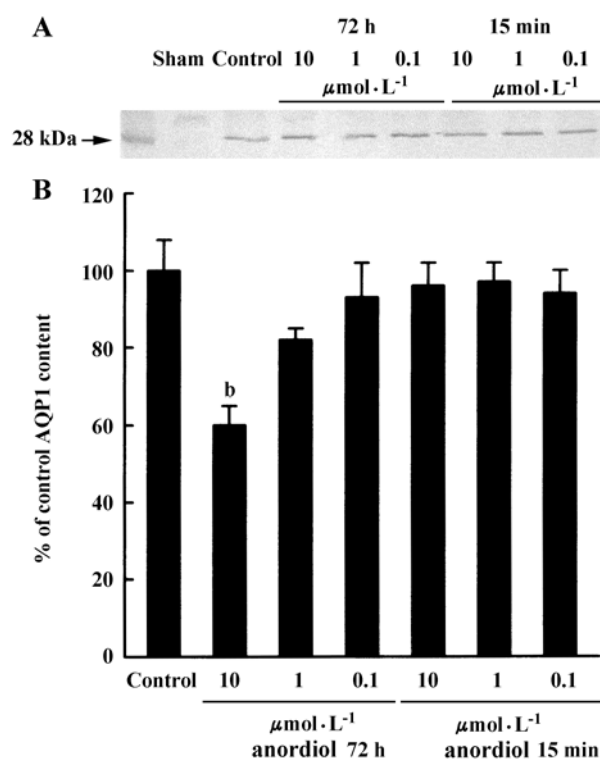 A
72 h 15 min
Sham Control 10 1 0.1 10 1 0.1
μmol·L⁻¹ μmol·L⁻¹
28 kDa
B
% of control AQP1 content
120
100
80
60
40
20
0
b
Control 10 1 0.1 10 1 0.1
μmol·L⁻¹ μmol·L⁻¹
anordiol 72 h anordiol 15 min